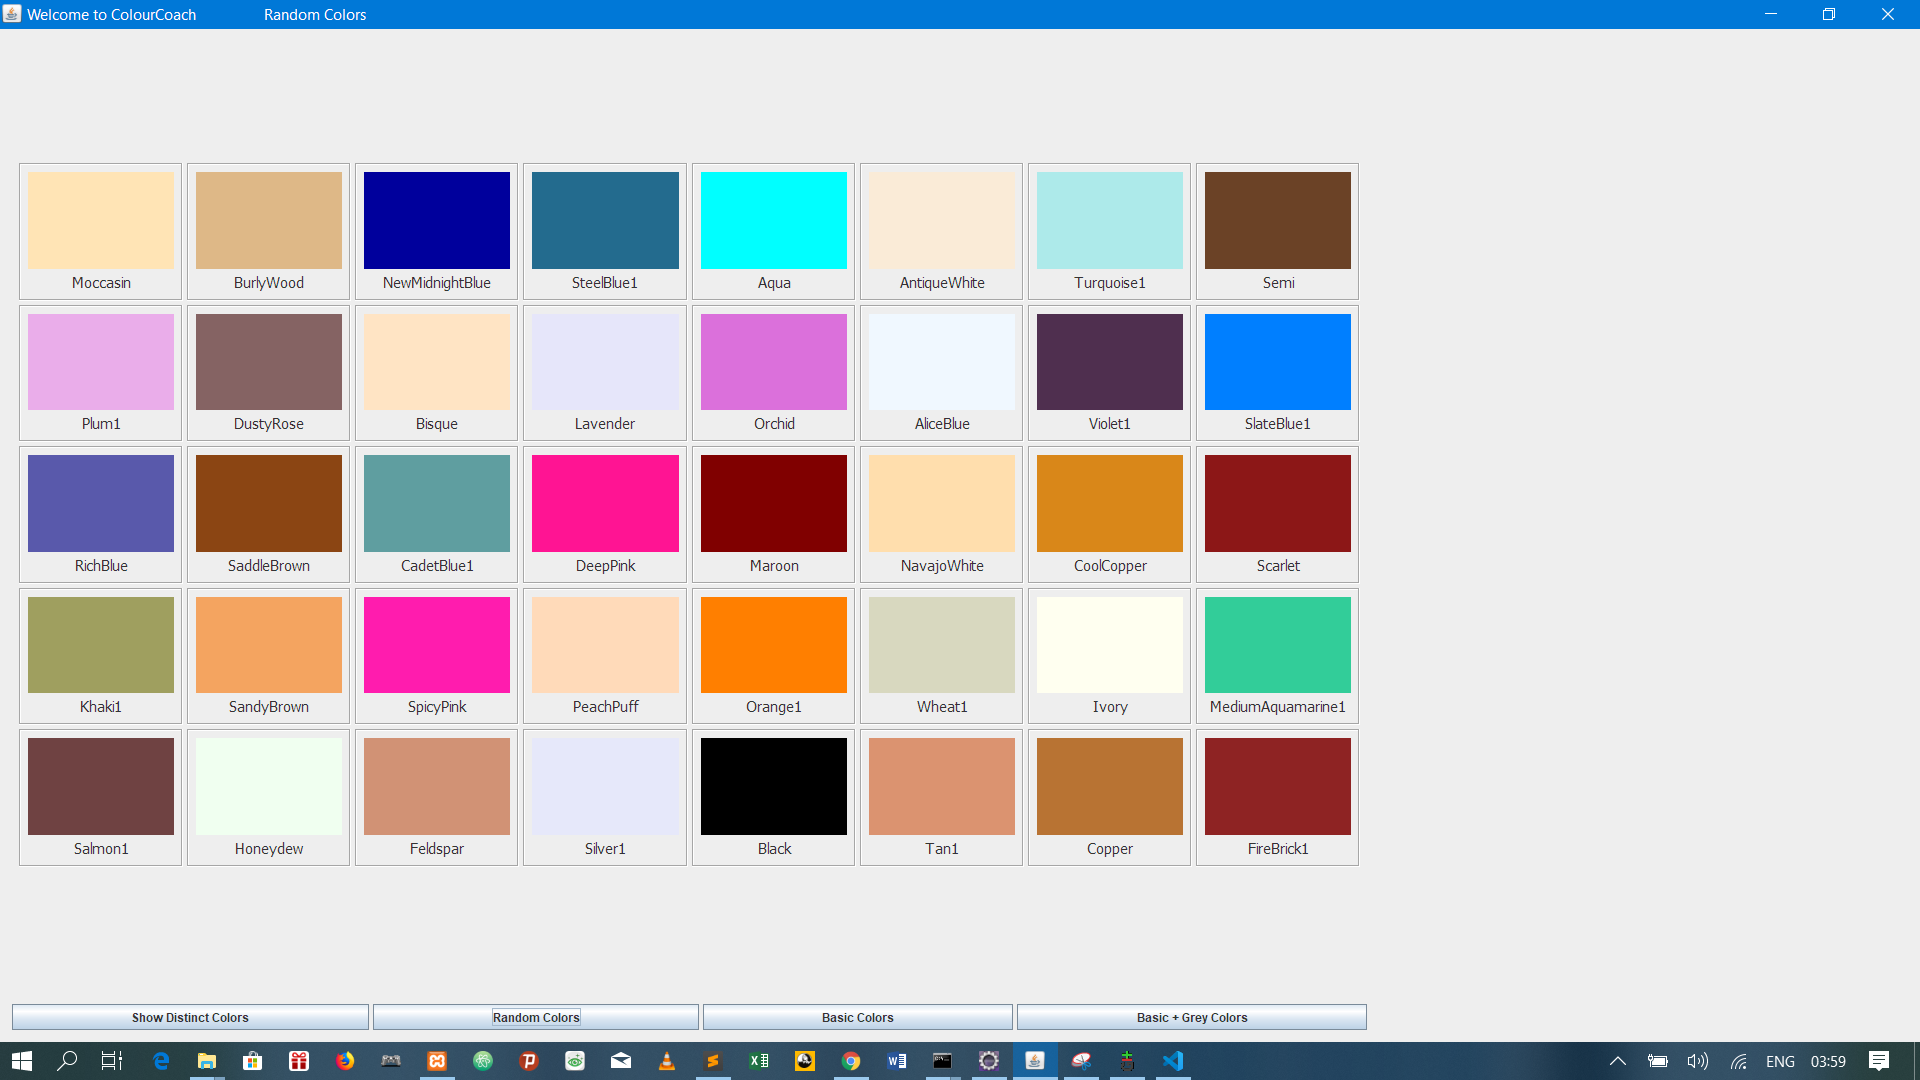 Welcome to ColourCoach Random Colors
Moccasin BurlyWood NewMidnightBlue SteelBlue1 Aqua AntiqueWhite Turquoise1 Semi
Plum1 DustyRose Bisque Lavender Orchid AliceBlue Violet1 SlateBlue1
RichBlue SaddleBrown CadetBlue1 DeepPink Maroon NavajoWhite CoolCopper Scarlet
Khaki1 SandyBrown SpicyPink PeachPuff Orange1 Wheat1 Ivory MediumAquamarine1
Salmon1 Honeydew Feldspar Silver1 Black Tan1 Copper FireBrick1
Show Distinct Colors Random Colors Basic Colors Basic + Grey Colors
ENG 03:59